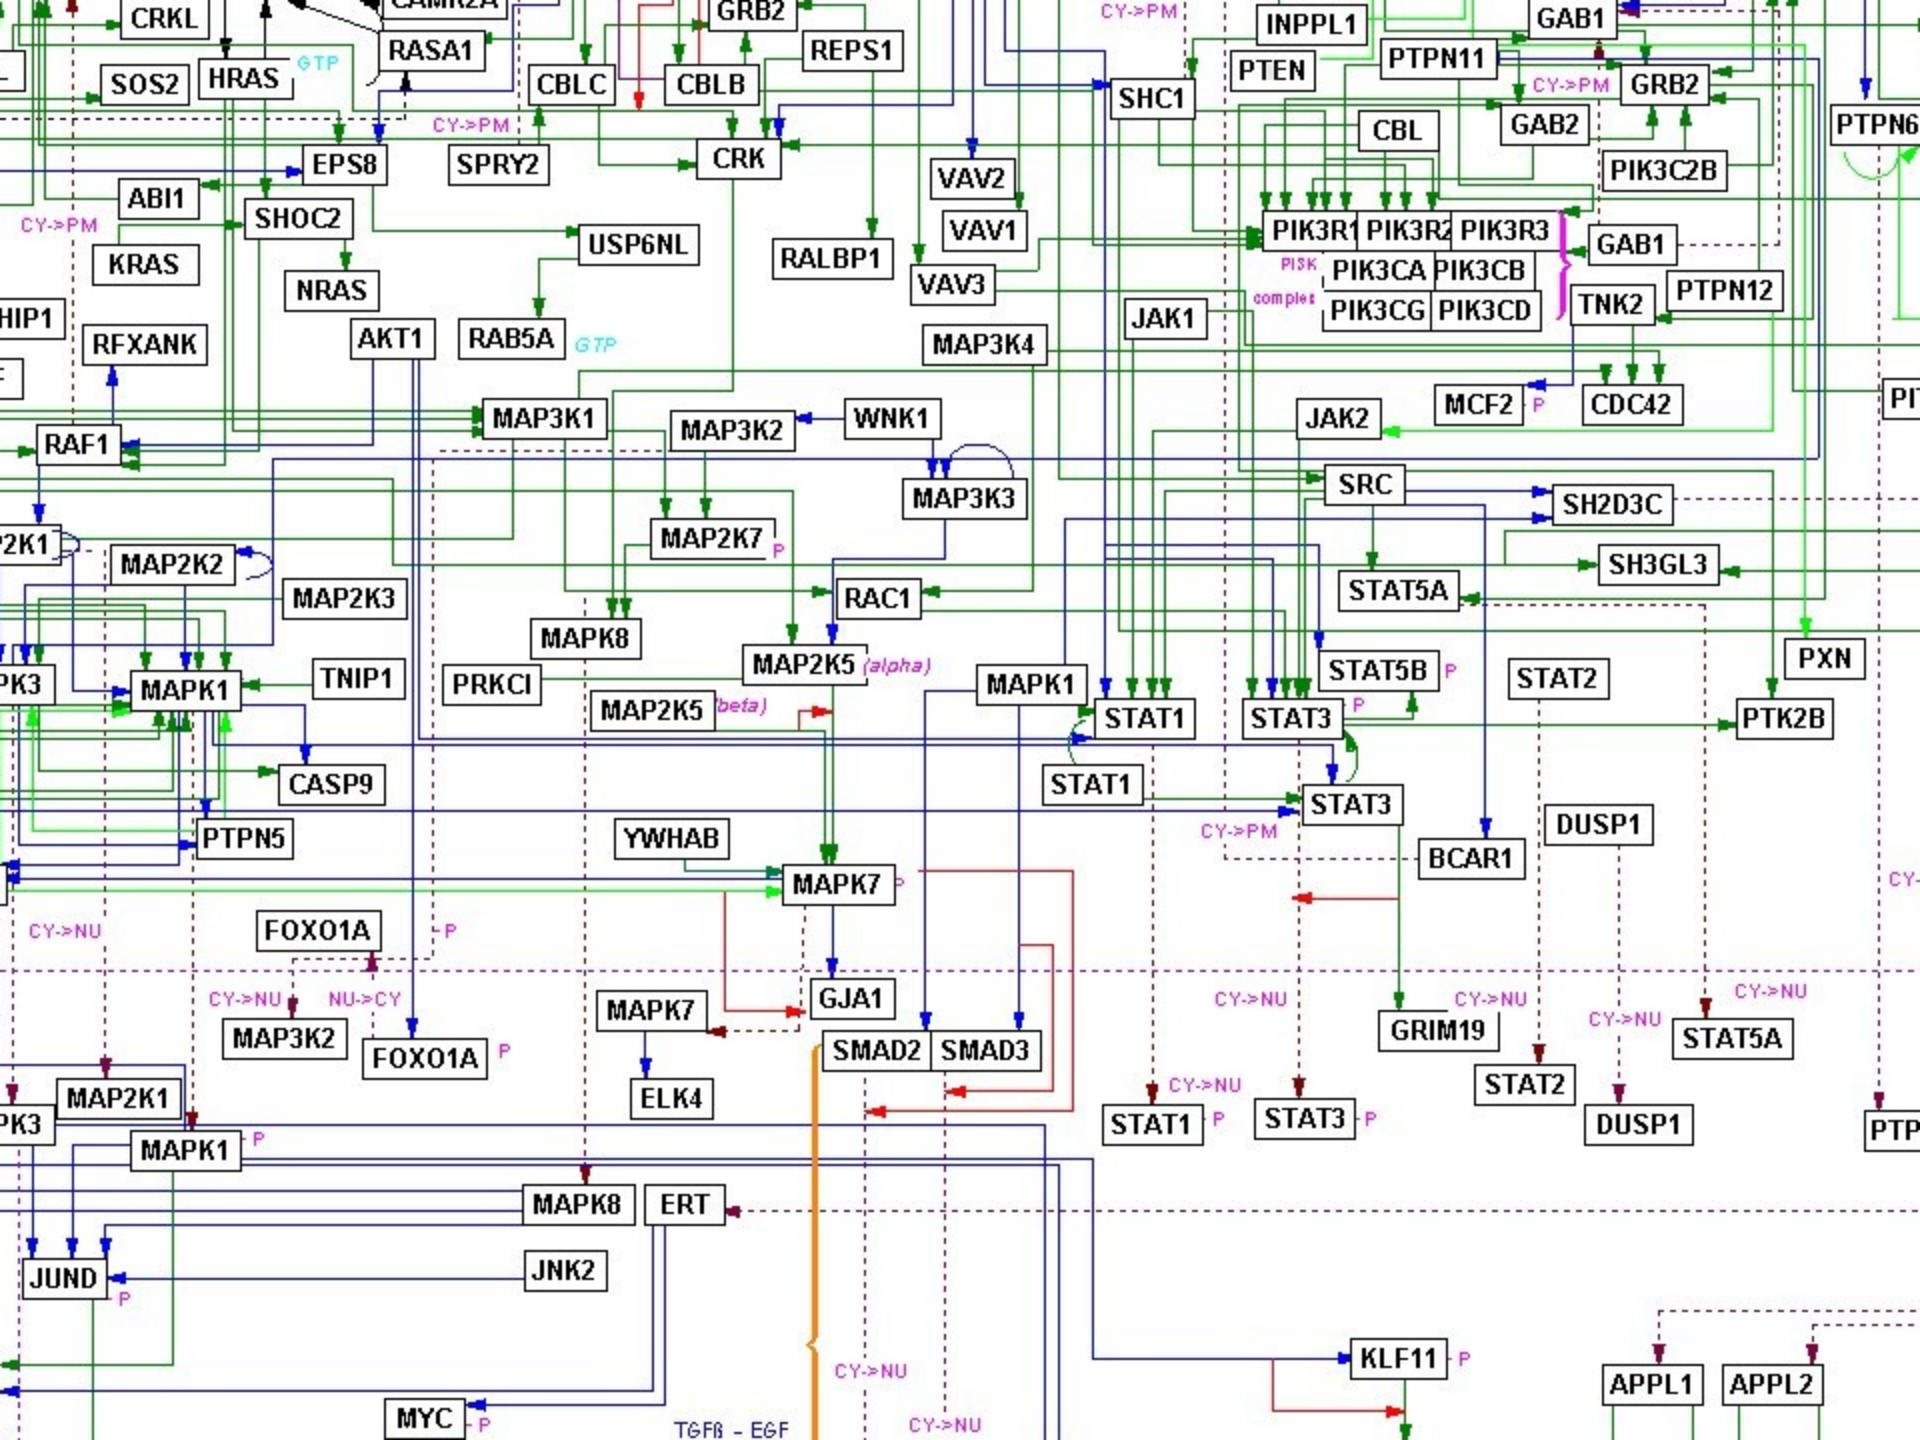 CRKL
GRB2
INPPL1
GAB1
CY->PM
RASA1
REPS1
PTPN11
HRAS
GTP
SOS2
CBLC
CBLB
PTEN
SHC1
CY->PM
GRB2
CY->PM
CBL
GAB2
PTPN6
EPS8
SPRY2
CRK
VAV2
PIK3C2B
ABI1
SHOC2
CY->PM
USP6NL
VAV1
PIK3R1
PIK3R2
PIK3R3
GAB1
KRAS
RALBP1
PI3K
PIK3CA
PIK3CB
NRAS
VAV3
complex
PIK3CG
PIK3CD
TNK2
PTPN12
HIP1
RFXANK
AKT1
RAB5A
GTP
MAP3K4
JAK1
MAP3K1
MAP3K2
WNK1
JAK2
MCF2
P
CDC42
RAF1
MAP3K3
SRC
SH2D3C
MAP2K7
P
MAP2K2
SH3GL3
MAP2K3
RAC1
STAT5A
MAPK8
MAP2K5
(alpha)
PXN
PK3
MAPK1
TNIP1
PRKCI
MAPK1
STAT5B
P
STAT2
MAP2K5
(beta)
STAT1
STAT3
P
PTK2B
CASP9
STAT1
STAT3
PTPN5
YWHAB
CY->PM
DUSP1
BCAR1
MAPK7
P
CY->NU
FOXO1A
P
CY->NU
NU->CY
MAPK7
GJA1
CY->NU
CY->NU
CY->NU
CY->NU
MAP3K2
FOXO1A
P
SMAD2
SMAD3
GRIM19
STAT5A
MAP2K1
ELK4
CY->NU
STAT2
PK3
STAT1
P
STAT3
P
DUSP1
PTP
MAPK1
P
MAPK8
ERT
JUND
P
JNK2
CY->NU
KLF11
P
APPL1
APPL2
MYC
P
TGFß - EGF
CY->NU